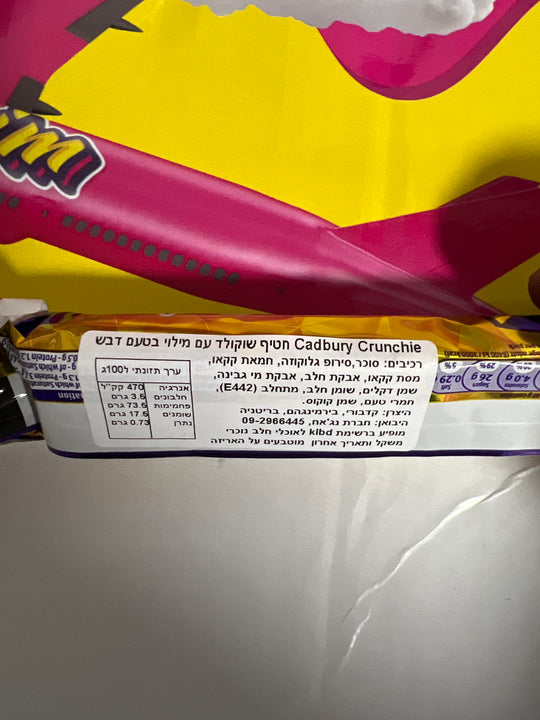 Cadbury Crunchie חטיף שוקולד עם מילוי בטעם דבש
רכיבים: סוכר,סירופ גלוקוזה, חמאת קקאו,
מסת קקאו, אבקת חלב, אבקת מי גבינה,
שמן דקלים, שומן חלב, מתחלב (E442),
חמרי טעם, שמן קוקוס.
היצרן: קדבורי, בירמינגהם, בריטניה
היבואן: חברת נג'אח, 09-2966445
מופיע ברשימת klbd לאוכלי חלב נוכרי
משקל ותאריך אחרון מוטבעים על האריזה
ערך תזונתי ל100ג
אנרגיה 470 קק"ל
חלבונים 3.5 גרם
פחמימות 73.5 גרם
שומנים 17.5 גרם
נתרן 0.73 גרם